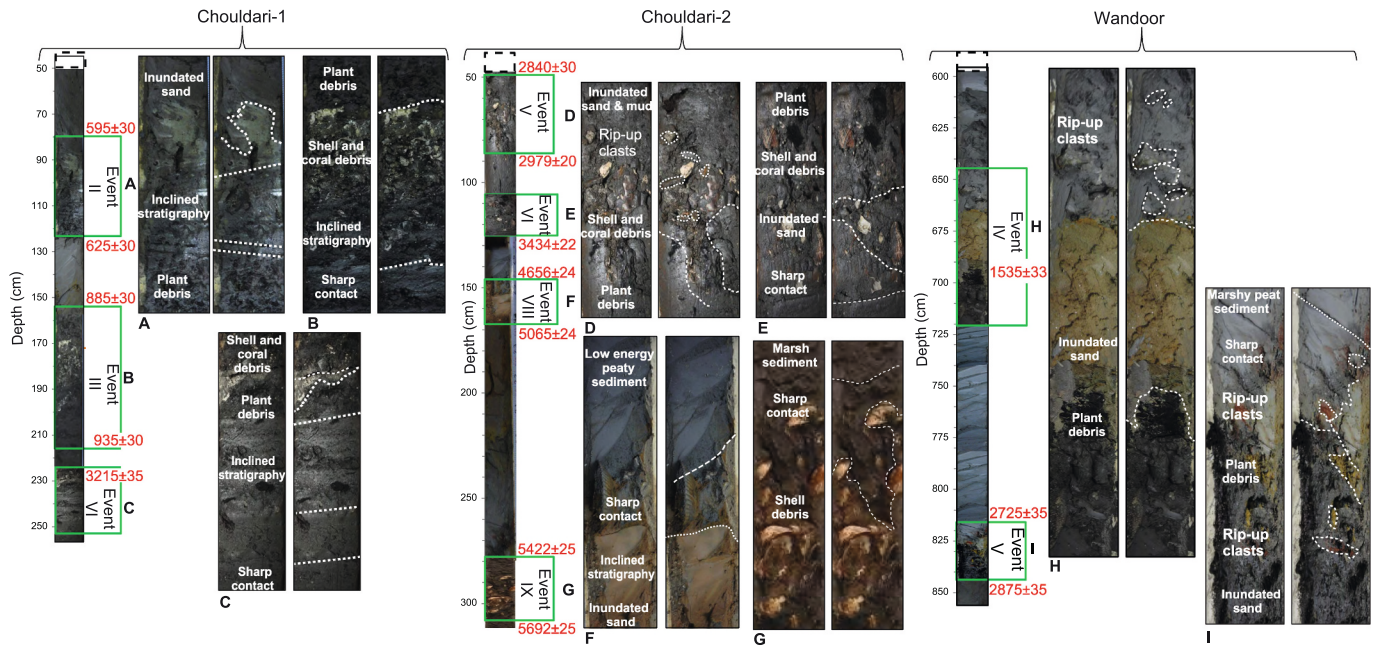 Chouldari-1
Chouldari-2
Wandoor
Depth (cm)
50
70
90
110
130
150
170
190
210
230
250
595±30
625±30
885±30
935±30
3215±35
Event
II
A
Event
III
B
Event
VI
C
Inundated
sand
Inclined
stratigraphy
Plant
debris
A
Plant
debris
Shell and
coral debris
Inclined
stratigraphy
Sharp
contact
B
Shell and
coral
debris
Plant
debris
Inclined
stratigraphy
Sharp
contact
C
Depth (cm)
50
100
150
200
250
300
2840±30
2979±20
3434±22
4656±24
5065±24
5422±25
5692±25
Event
V
D
Event
VI
E
Event
VIII
F
Event
IX
G
Inundated
sand & mud
Rip-up
clasts
Shell and
coral debris
Plant
debris
D
Plant
debris
Shell and
coral debris
Inundated
sand
Sharp
contact
E
Low energy
peaty
sediment
Sharp
contact
Inclined
stratigraphy
Inundated
sand
F
Marsh
sediment
Sharp
contact
Shell
debris
G
Depth (cm)
600
625
650
675
700
725
750
775
800
825
850
1535±33
2725±35
2875±35
Event
IV
H
Event
V
I
Rip-up
clasts
Inundated
sand
Plant
debris
H
Marshy peat
sediment
Sharp
contact
Rip-up
clasts
Plant
debris
Rip-up
clasts
Inundated
sand
I